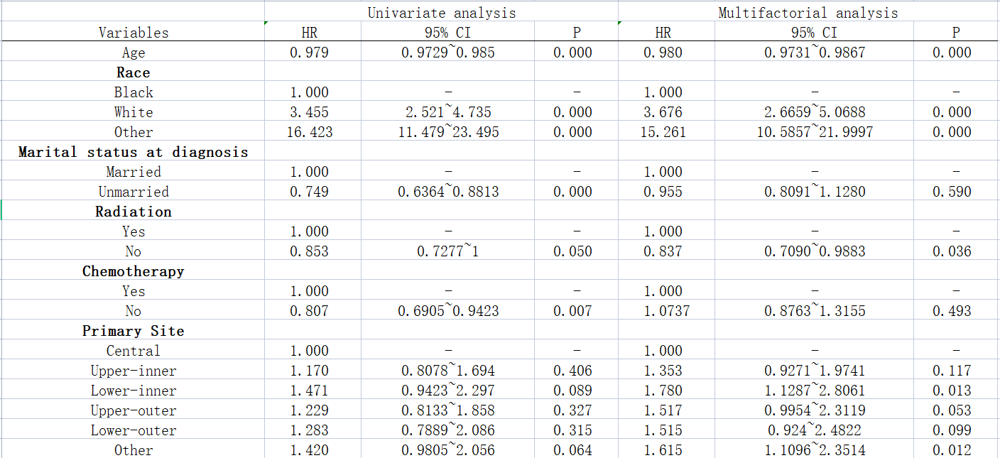 Univariate analysis Multifactorial analysis
Variables HR 95% CI P HR 95% CI P
Age 0.979 0.9729~0.985 0.000 0.980 0.9731~0.9867 0.000
Race
Black 1.000 – – 1.000 – –
White 3.455 2.521~4.735 0.000 3.676 2.6659~5.0688 0.000
Other 16.423 11.479~23.495 0.000 15.261 10.5857~21.9997 0.000
Marital status at diagnosis
Married 1.000 – – 1.000 – –
Unmarried 0.749 0.6364~0.8813 0.000 0.955 0.8091~1.1280 0.590
Radiation
Yes 1.000 – – 1.000 – –
No 0.853 0.7277~1 0.050 0.837 0.7090~0.9883 0.036
Chemotherapy
Yes 1.000 – – 1.000 – –
No 0.807 0.6905~0.9423 0.007 1.0737 0.8763~1.3155 0.493
Primary Site
Central 1.000 – – 1.000 – –
Upper-inner 1.170 0.8078~1.694 0.406 1.353 0.9271~1.9741 0.117
Lower-inner 1.471 0.9423~2.297 0.089 1.780 1.1287~2.8061 0.013
Upper-outer 1.229 0.8133~1.858 0.327 1.517 0.9954~2.3119 0.053
Lower-outer 1.283 0.7889~2.086 0.315 1.515 0.924~2.4822 0.099
Other 1.420 0.9805~2.056 0.064 1.615 1.1096~2.3514 0.012